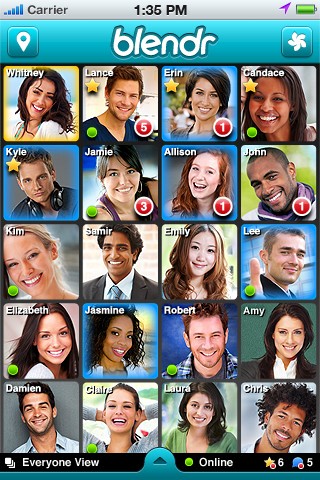 Carrier 1:35 PM
blendr
Whitney Lance Erin Candace
5 1
Kyle Jamie Allison John
3 1 1
Kim Samir Emily Lee
Elizabeth Jasmine Robert Amy
Damien Claire Laura Chris
Everyone View Online 6 5